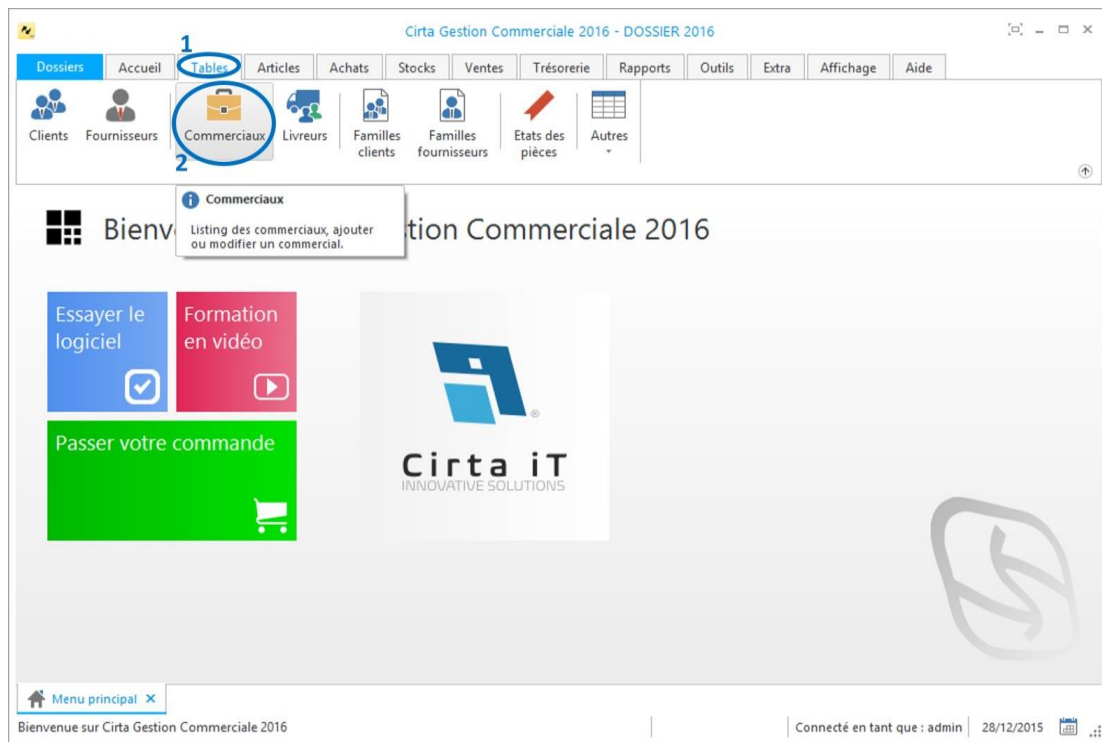 Cirta Gestion Commerciale 2016 - DOSSIER 2016
1
Dossiers Accueil Tables Articles Achats Stocks Ventes Trésorerie Rapports Outils Extra Affichage Aide
Clients Fournisseurs Commerciaux Livreurs Familles clients Familles fournisseurs Etats des pièces Autres
2
Commerciaux
Listing des commerciaux, ajouter
ou modifier un commercial.
Bienv
tion Commerciale 2016
Essayer le
logiciel
Formation
en vidéo
Passer votre commande
®
Cirta iT
INNOVATIVE SOLUTIONS
Menu principal
Bienvenue sur Cirta Gestion Commerciale 2016
Connecté en tant que : admin
28/12/2015